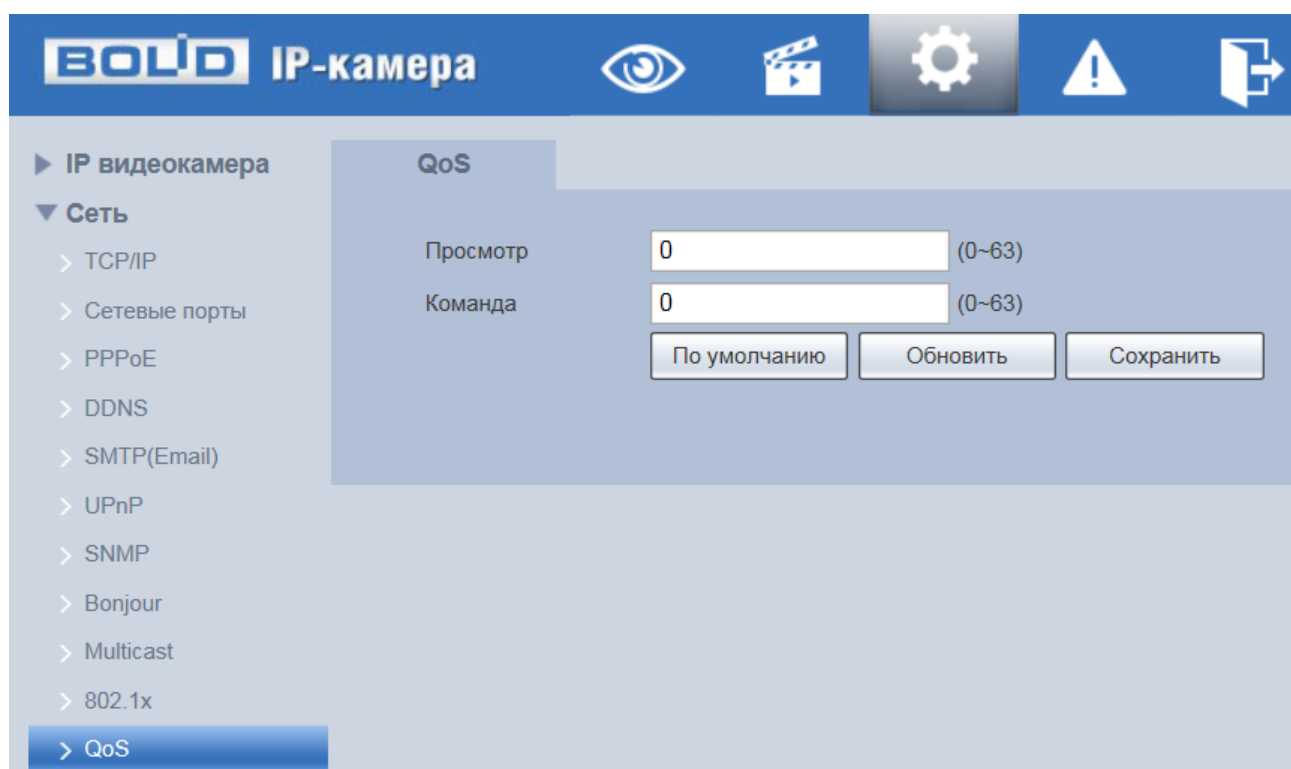 BOLID IP-камера
IP видеокамера
Сеть
TCP/IP
Сетевые порты
PPPoE
DDNS
SMTP(Email)
UPnP
SNMP
Bonjour
Multicast
802.1x
QoS
QoS
Просмотр 0 (0~63)
Команда 0 (0~63)
По умолчанию Обновить Сохранить